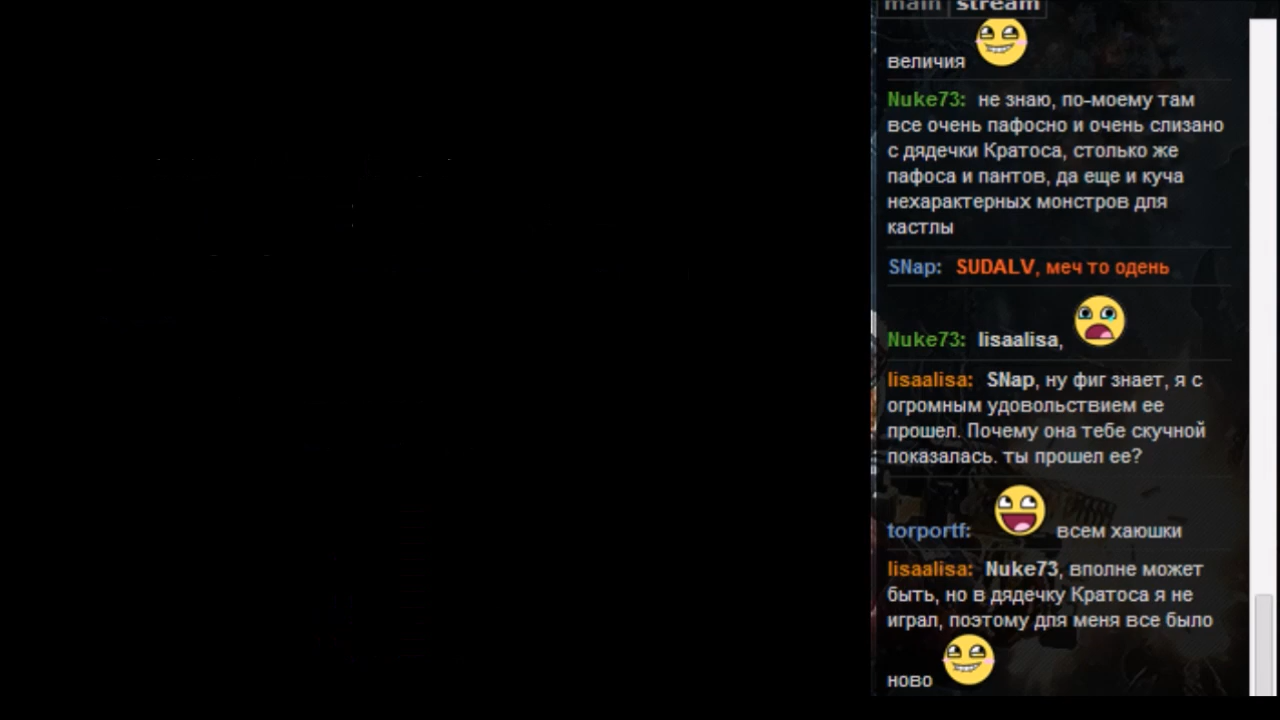 main stream
величия
Nuke73: не знаю, по-моему там
все очень пафосно и очень слизано
с дядечки Кратоса, столько же
пафоса и пантов, да еще и куча
нехарактерных монстров для
кастлы
SNap: SUDALV, меч то одень
Nuke73: lisaalisa,
lisaalisa: SNap, ну фиг знает, я с
огромным удовольствием ее
прошел. Почему она тебе скучной
показалась. ты прошел ее?
torportf: всем хаюшки
lisaalisa: Nuke73, вполне может
быть, но в дядечку Кратоса я не
играл, поэтому для меня все было
ново